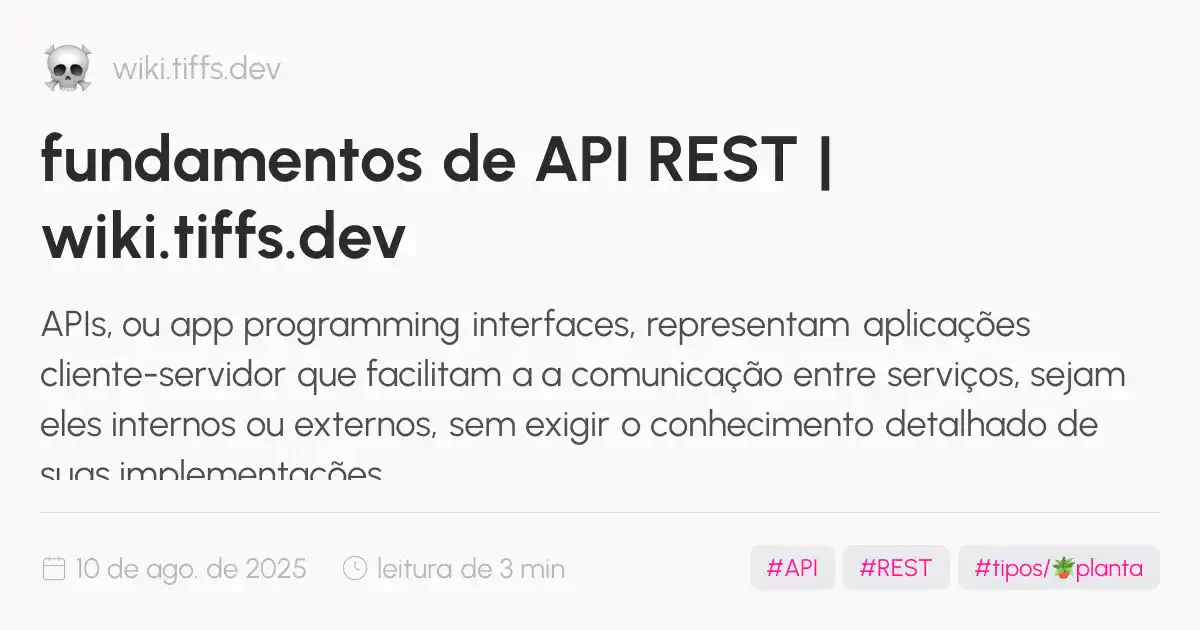 wiki.tiffs.dev
fundamentos de API REST |
wiki.tiffs.dev
APIs, ou app programming interfaces, representam aplicações
cliente-servidor que facilitam a a comunicação entre serviços, sejam
eles internos ou externos, sem exigir o conhecimento detalhado de
suas implementações
10 de ago. de 2025 leitura de 3 min #API #REST #tipos/🪴planta